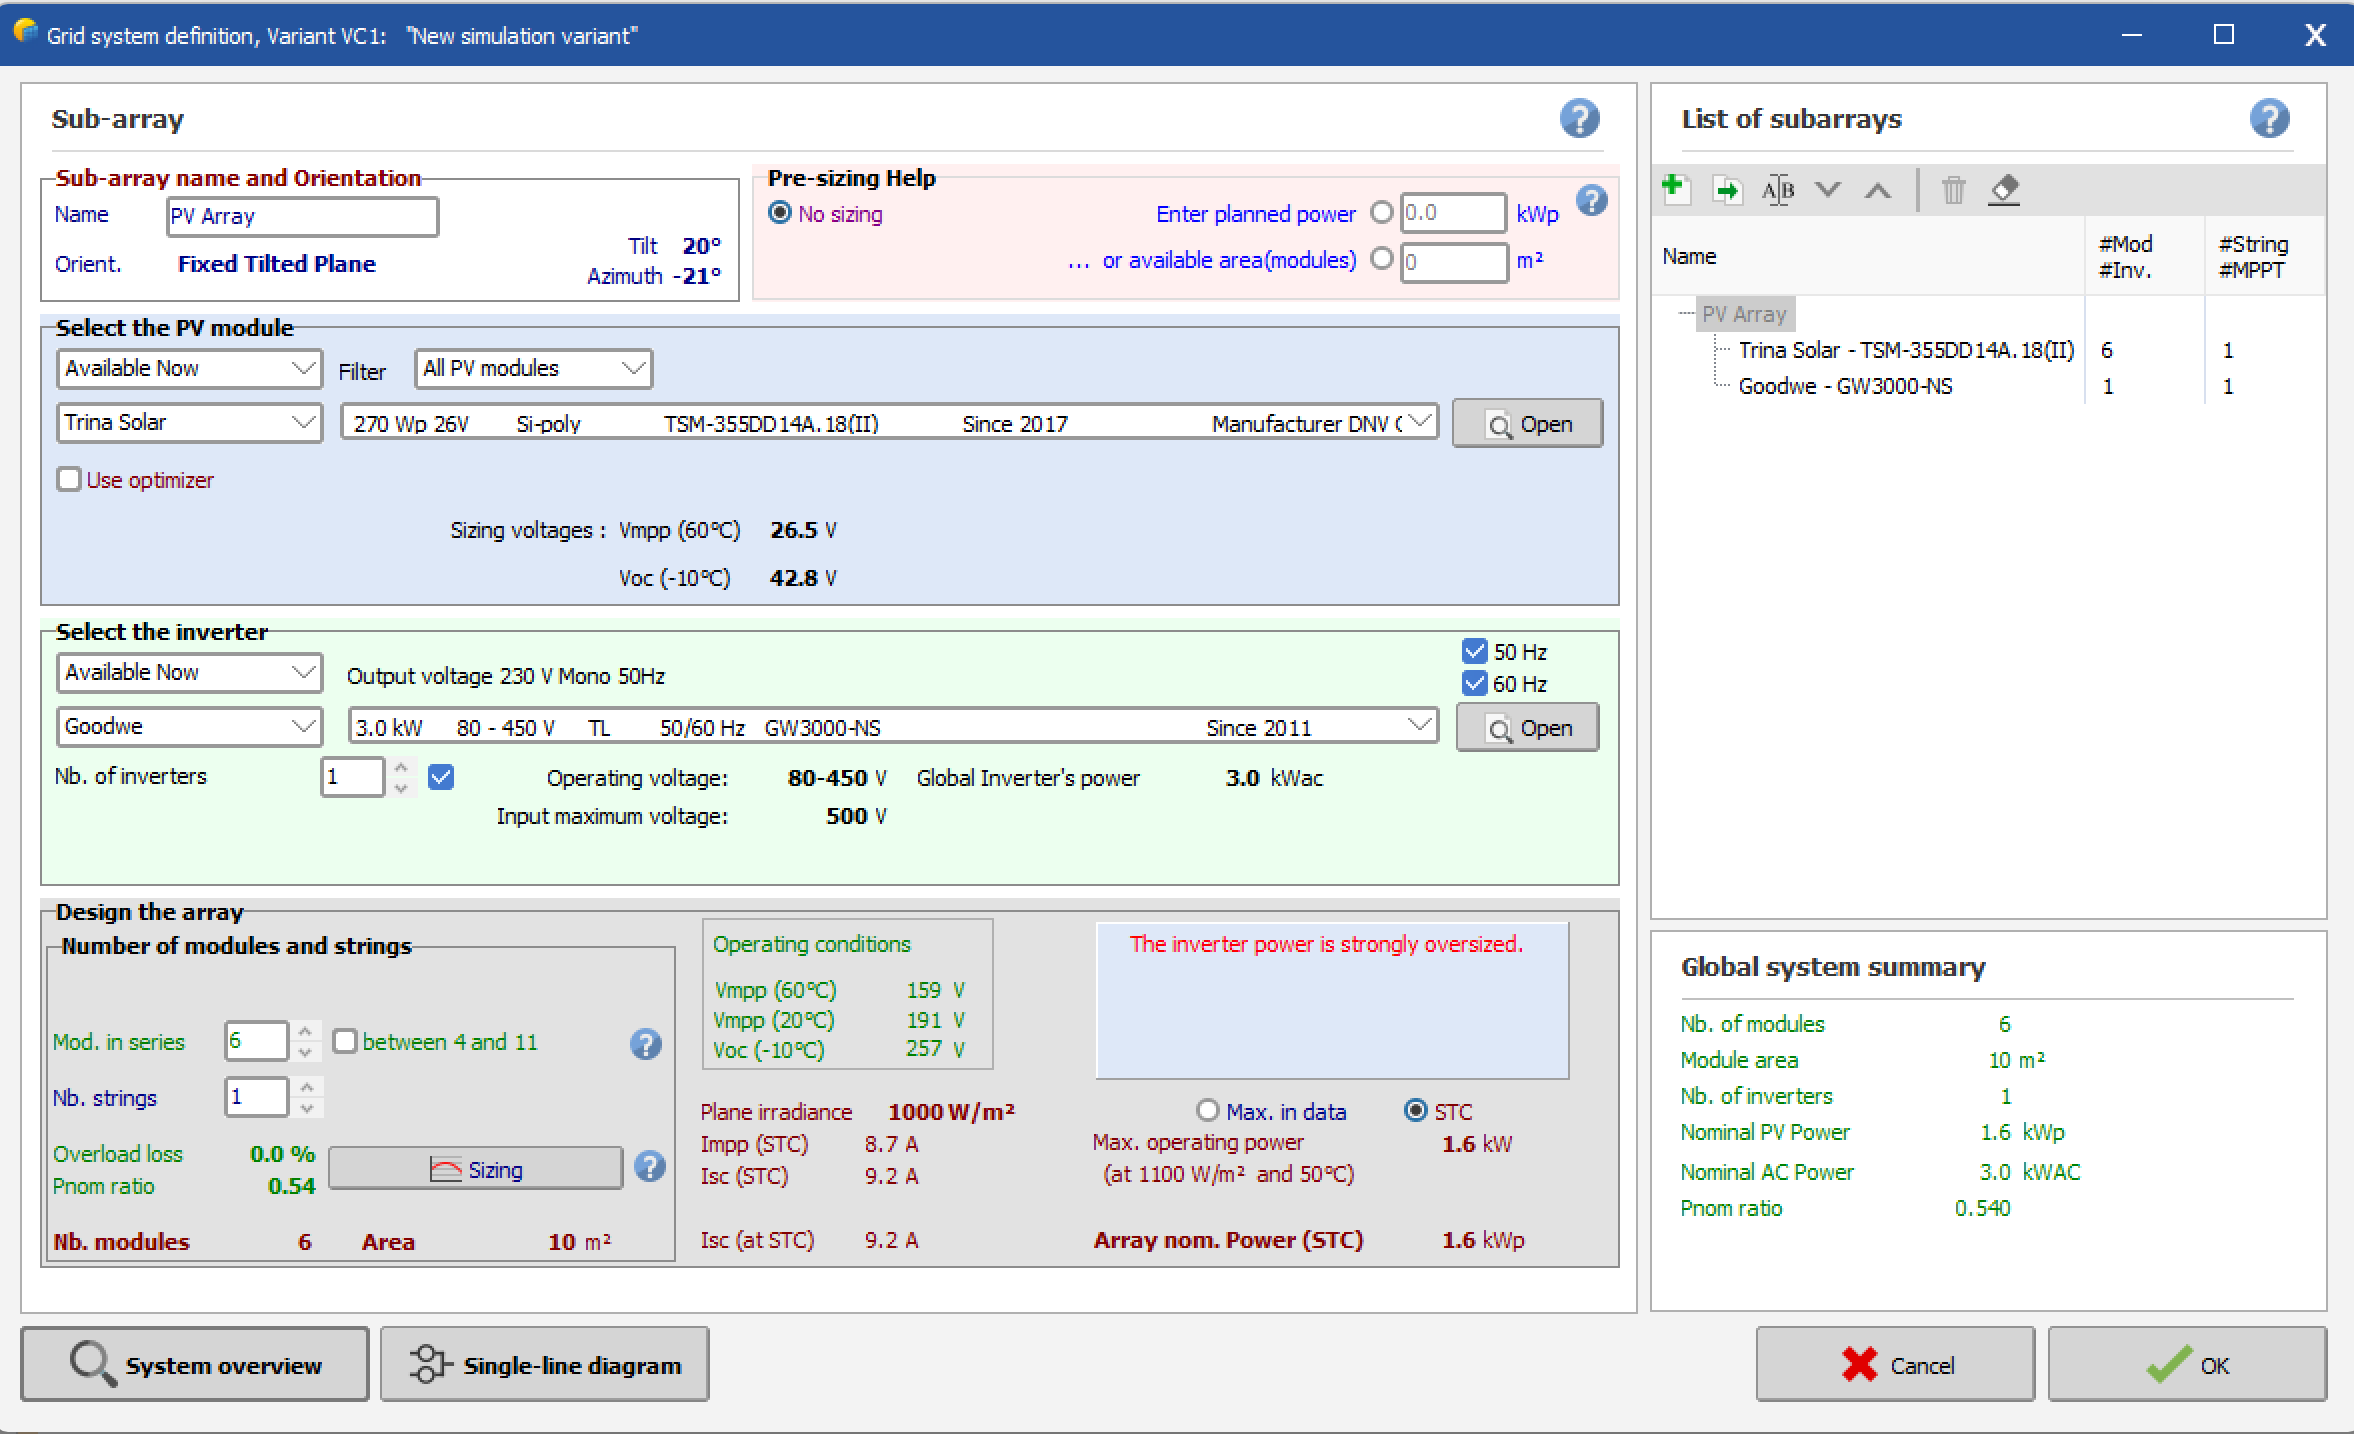 Grid system definition, Variant VC1:   "New simulation variant"
Sub-array
Sub-array name and Orientation
Name PV Array
Orient. Fixed Tilted Plane
Tilt 20°
Azimuth -21°
Pre-sizing Help
No sizing
Enter planned power 0.0 kWp
... or available area(modules) 0 m²
Select the PV module
Available Now Filter All PV modules
Trina Solar 270 Wp 26V Si-poly TSM-355DD14A.18(II) Since 2017 Manufacturer DNV Open
Use optimizer
Sizing voltages : Vmpp (60°C) 26.5 V
Voc (-10°C) 42.8 V
Select the inverter
Available Now Output voltage 230 V Mono 50Hz
50 Hz
60 Hz
Goodwe 3.0 kW 80 - 450 V TL 50/60 Hz GW3000-NS Since 2011 Open
Nb. of inverters 1 Operating voltage: 80-450 V Global Inverter's power 3.0 kWac
Input maximum voltage: 500 V
Design the array
Number of modules and strings
Mod. in series 6 between 4 and 11
Nb. strings 1
Overload loss 0.0 %
Pnom ratio 0.54
Sizing
Nb. modules 6 Area 10 m²
Operating conditions
Vmpp (60°C) 159 V
Vmpp (20°C) 191 V
Voc (-10°C) 257 V
The inverter power is strongly oversized.
Plane irradiance 1000 W/m²
Impp (STC) 8.7 A
Isc (STC) 9.2 A
Isc (at STC) 9.2 A
Max. in data STC
Max. operating power 1.6 kW
(at 1100 W/m² and 50°C)
Array nom. Power (STC) 1.6 kWp
List of subarrays
A B
Name #Mod #String
#Inv. #MPPT
PV Array
Trina Solar - TSM-355DD14A.18(II) 6 1
Goodwe - GW3000-NS 1 1
Global system summary
Nb. of modules 6
Module area 10 m²
Nb. of inverters 1
Nominal PV Power 1.6 kWp
Nominal AC Power 3.0 kWAC
Pnom ratio 0.540
System overview
Single-line diagram
Cancel
OK